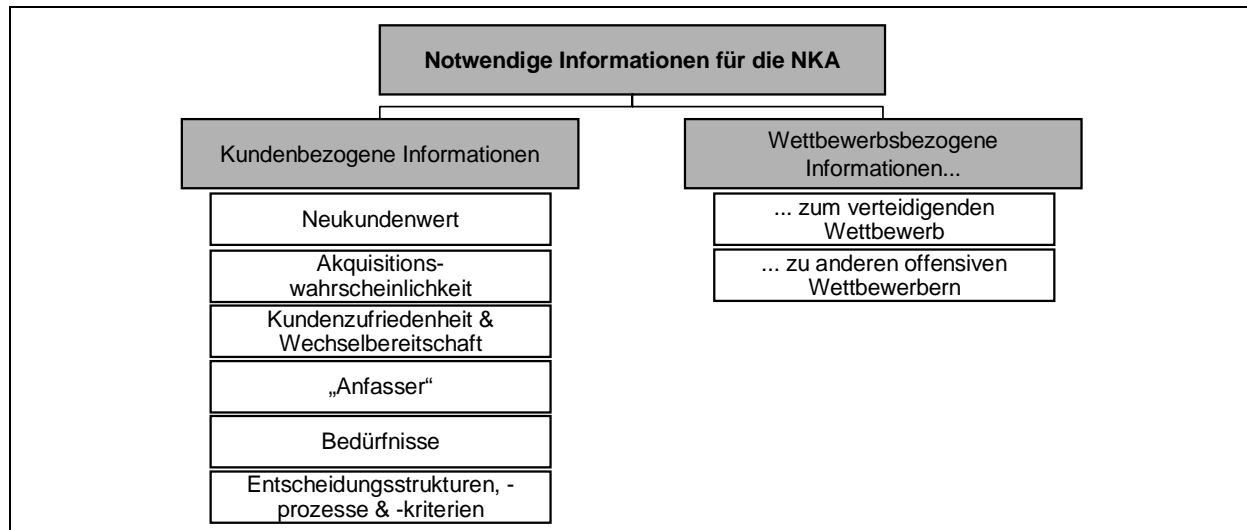 Notwendige Informationen für die NKA
Kundenbezogene Informationen
Neukundenwert
Akquisitions-
wahrscheinlichkeit
Kundenzufriedenheit &
Wechselbereitschaft
„Anfasser“
Bedürfnisse
Entscheidungsstrukturen, -
prozesse & -kriterien
Wettbewerbsbezogene
Informationen...
... zum verteidigenden
Wettbewerb
... zu anderen offensiven
Wettbewerbern